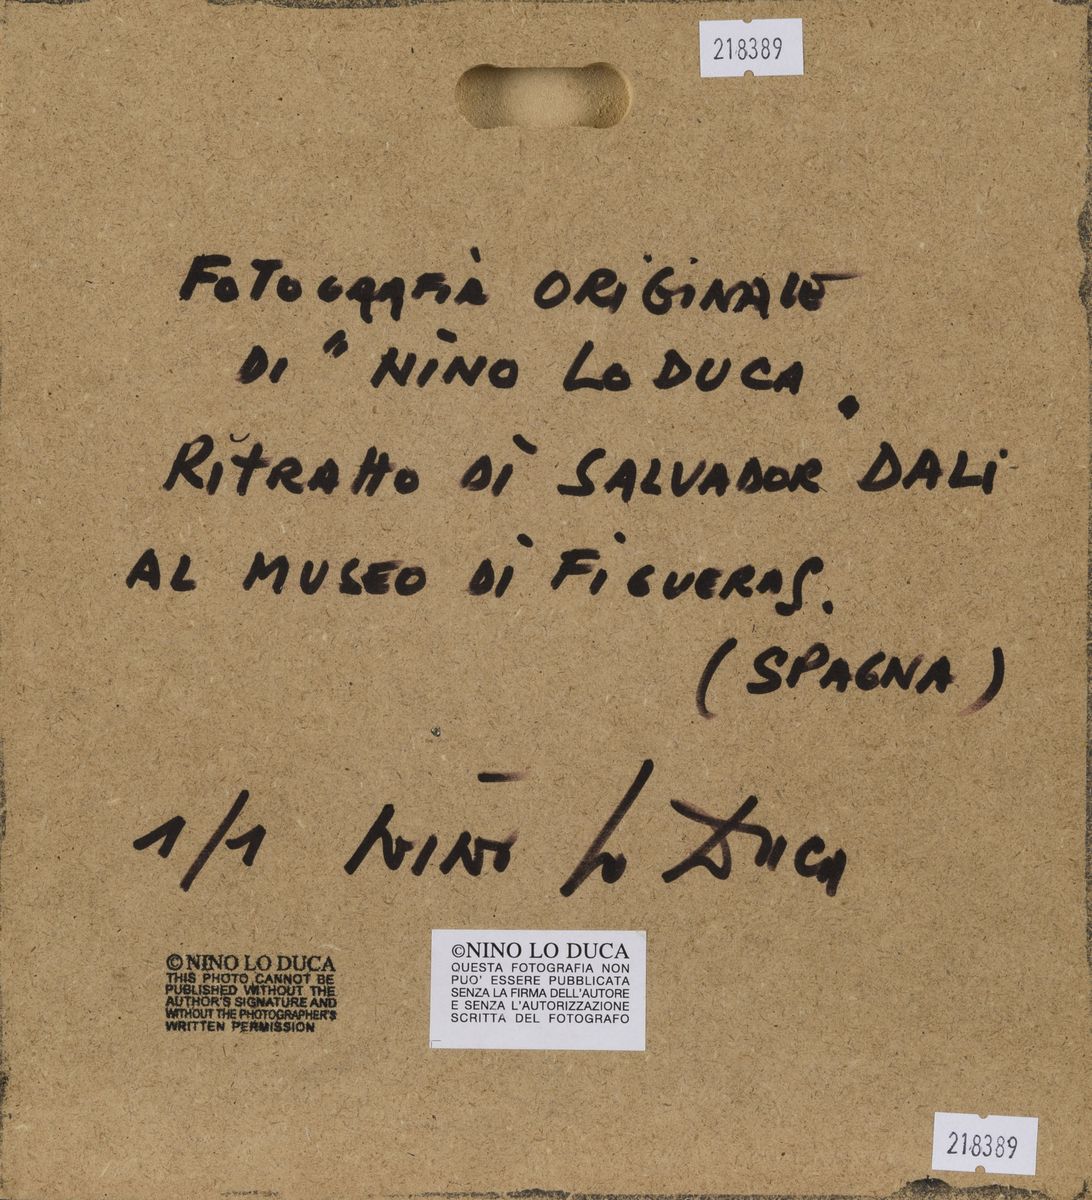 218389
FOTOGRAFIA ORIGINALE
DI " NINO LO DUCA.
RITRATTO DI SALVADOR DALI
AL MUSEO DI FIGUERAS.
(SPAGNA)
1/1 NINO LO DUCA
©NINO LO DUCA
THIS PHOTO CANNOT BE
PUBLISHED WITHOUT THE
AUTHOR'S SIGNATURE AND
WITHOUT THE PHOTOGRAPHER'S
WRITTEN PERMISSION
©NINO LO DUCA
QUESTA FOTOGRAFIA NON
PUO' ESSERE PUBBLICATA
SENZA LA FIRMA DELL'AUTORE
E SENZA L'AUTORIZZAZIONE
SCRITTA DEL FOTOGRAFO
218389